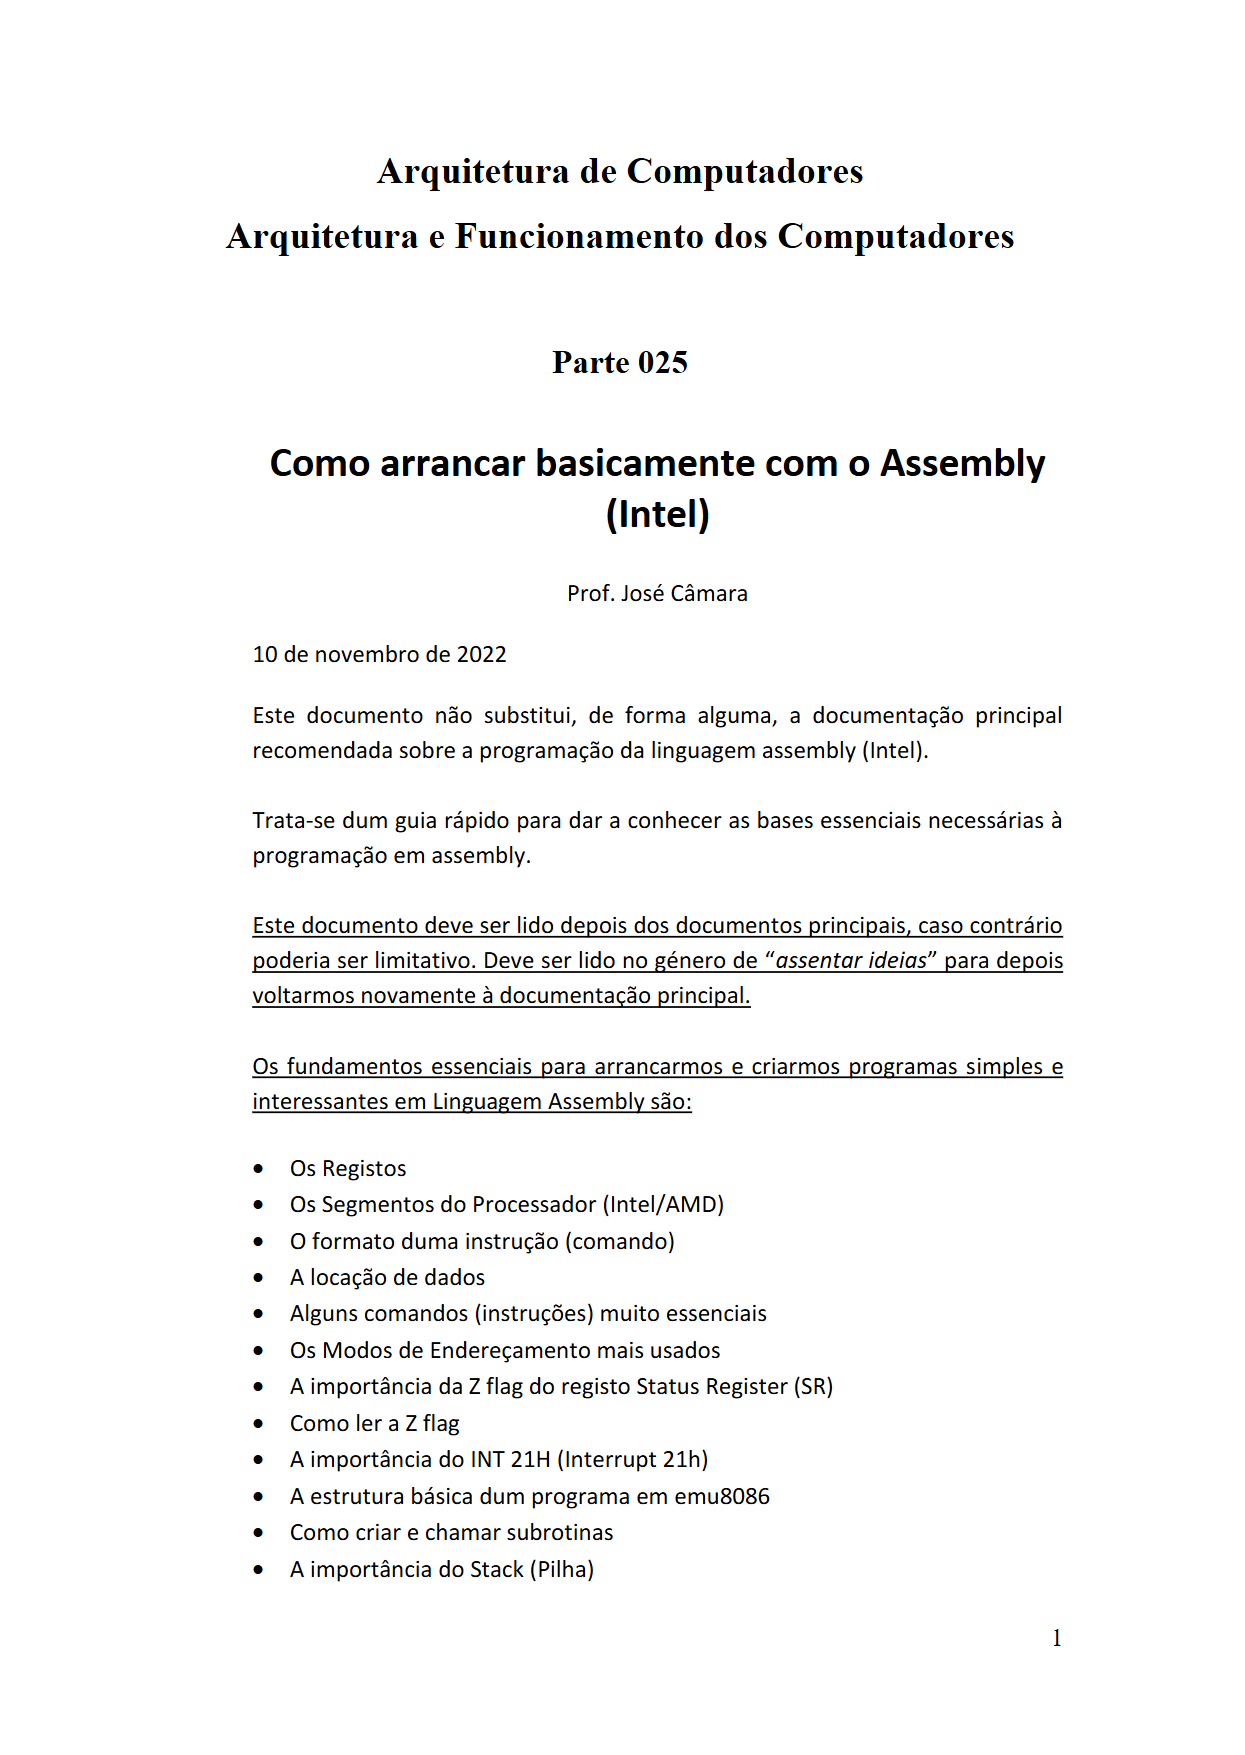 Arquitetura de Computadores
Arquitetura e Funcionamento dos Computadores
Parte 025
Como arrancar basicamente com o Assembly
(Intel)
Prof. José Câmara
10 de novembro de 2022
Este documento não substitui, de forma alguma, a documentação principal
recomendada sobre a programação da linguagem assembly (Intel).
Trata-se dum guia rápido para dar a conhecer as bases essenciais necessárias à
programação em assembly.
Este documento deve ser lido depois dos documentos principais, caso contrário
poderia ser limitativo. Deve ser lido no género de “assentar ideias” para depois
voltarmos novamente à documentação principal.
Os fundamentos essenciais para arrancarmos e criarmos programas simples e
interessantes em Linguagem Assembly são:
• Os Registos
• Os Segmentos do Processador (Intel/AMD)
• O formato duma instrução (comando)
• A locação de dados
• Alguns comandos (instruções) muito essenciais
• Os Modos de Endereçamento mais usados
• A importância da Z flag do registo Status Register (SR)
• Como ler a Z flag
• A importância do INT 21H (Interrupt 21h)
• A estrutura básica dum programa em emu8086
• Como criar e chamar subrotinas
• A importância do Stack (Pilha)
1